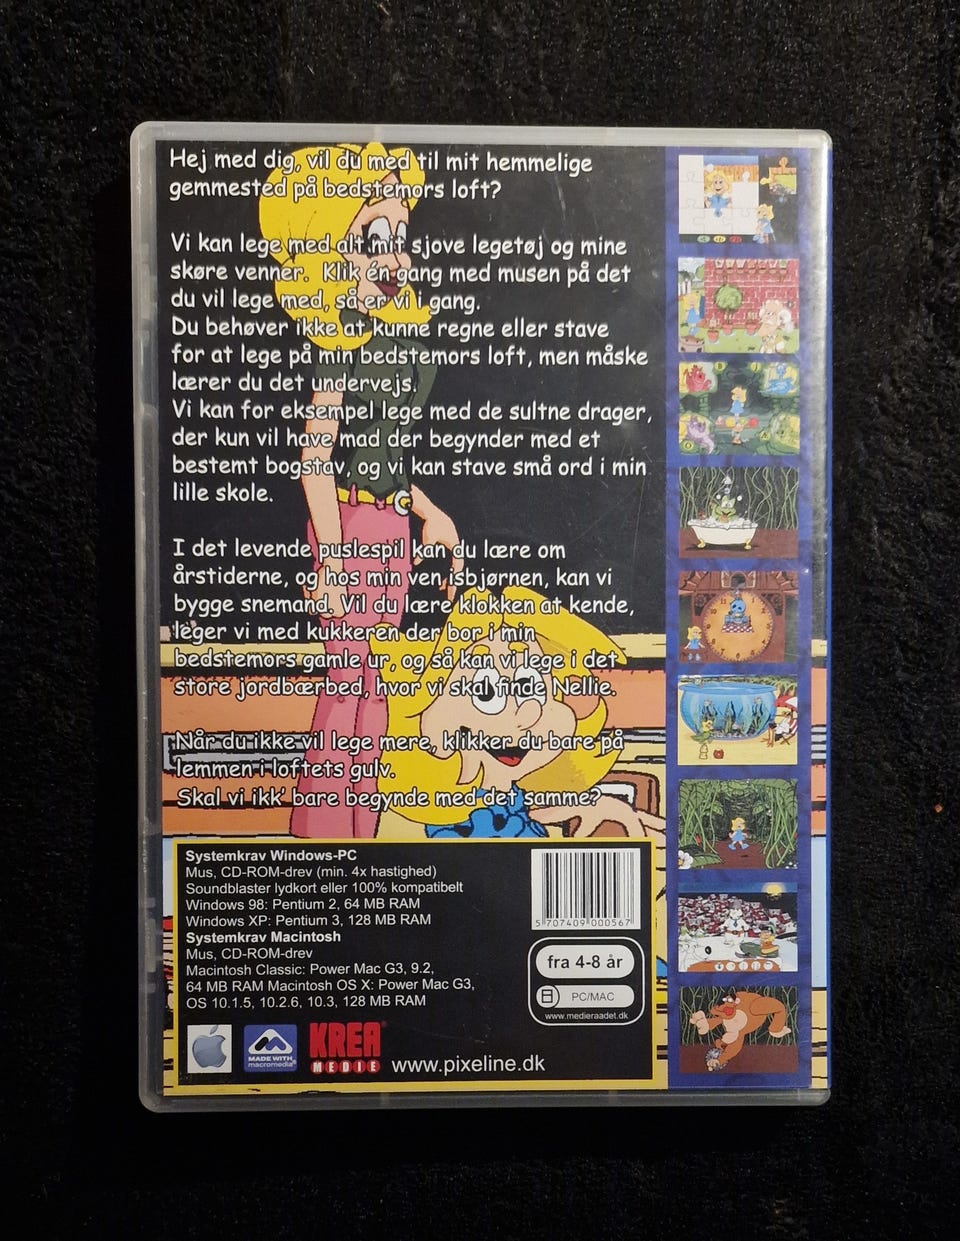 Hej med dig, vil du med til mit hemmelige
gemmested på bedstemors loft?
Vi kan lege med alt mit sjove legetøj og mine
skøre venner. Klik én gang med musen på det
du vil lege med, så er vi i gang.
Du behøver ikke at kunne regne eller stave
for at lege på min bedstemors loft, men måske
lærer du det undervejs.
Vi kan for eksempel lege med de sultne drager,
der kun vil have mad der begynder med et
bestemt bogstav, og vi kan stave små ord i min
lille skole.
I det levende puslespil kan du lære om
årstiderne, og hos min ven isbjørnen, kan vi
bygge snemand. Vil du lære klokken at kende,
leger vi med kukkeren der bor i min
bedstemors gamle ur, og så kan vi lege i det
store jordbærbed, hvor vi skal finde Nellie.
Når du ikke vil lege mere, klikker du bare på
lemmen i loftets gulv.
Skal vi ikk' bare begynde med det samme?
Systemkrav Windows-PC
Mus, CD-ROM-drev (min. 4x hastighed)
Soundblaster lydkort eller 100% kompatibelt
Windows 98: Pentium 2, 64 MB RAM
Windows XP: Pentium 3, 128 MB RAM
Systemkrav Macintosh
Mus, CD-ROM-drev
Macintosh Classic: Power Mac G3, 9.2,
64 MB RAM Macintosh OS X: Power Mac G3,
OS 10.1.5, 10.2.6, 10.3, 128 MB RAM
5 707409 000567
fra 4-8 år
PC/MAC
www.medieraadet.dk
MADE WITH
macromedia
KREA
MEDIE
www.pixeline.dk